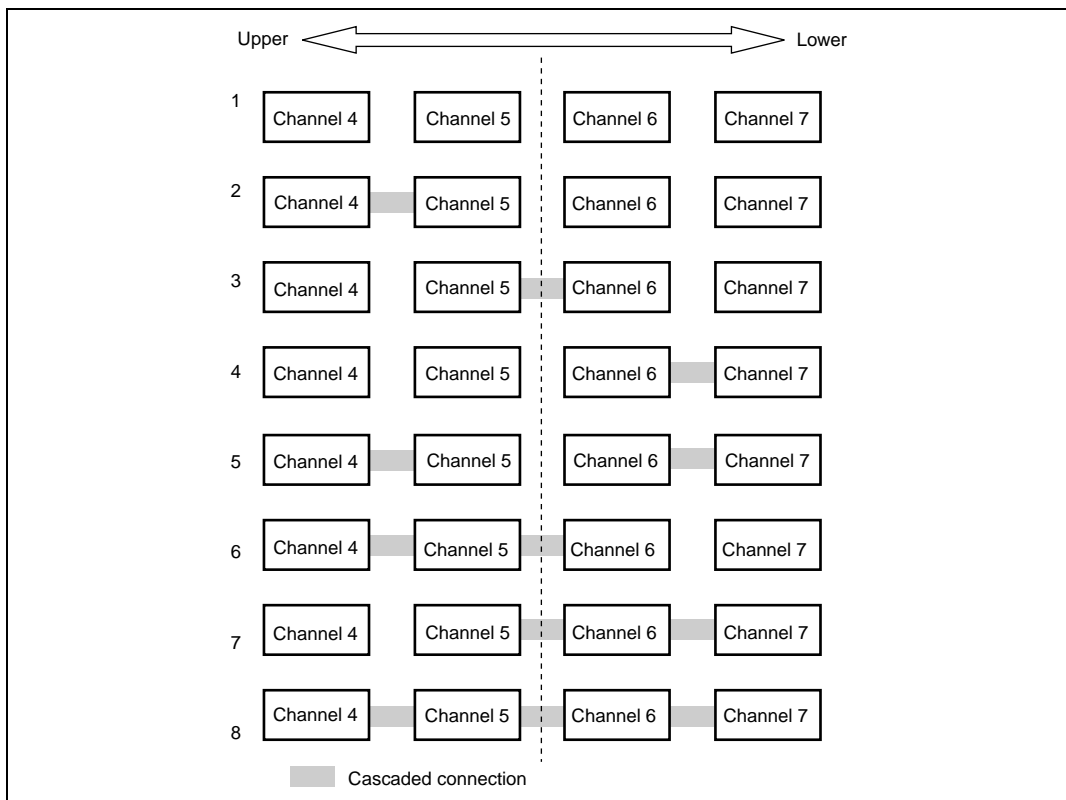 Upper Lower
1 Channel 4 Channel 5 Channel 6 Channel 7
2 Channel 4 Channel 5 Channel 6 Channel 7
3 Channel 4 Channel 5 Channel 6 Channel 7
4 Channel 4 Channel 5 Channel 6 Channel 7
5 Channel 4 Channel 5 Channel 6 Channel 7
6 Channel 4 Channel 5 Channel 6 Channel 7
7 Channel 4 Channel 5 Channel 6 Channel 7
8 Channel 4 Channel 5 Channel 6 Channel 7
Cascaded connection